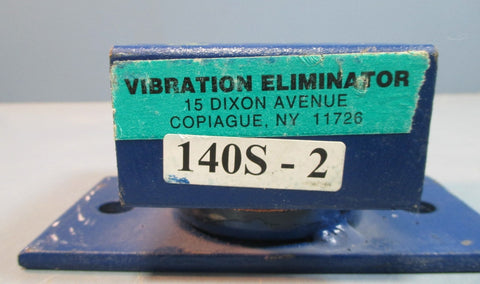 VIBRATION ELIMINATOR
15 DIXON AVENUE
COPIAGUE, NY 11726
140S - 2